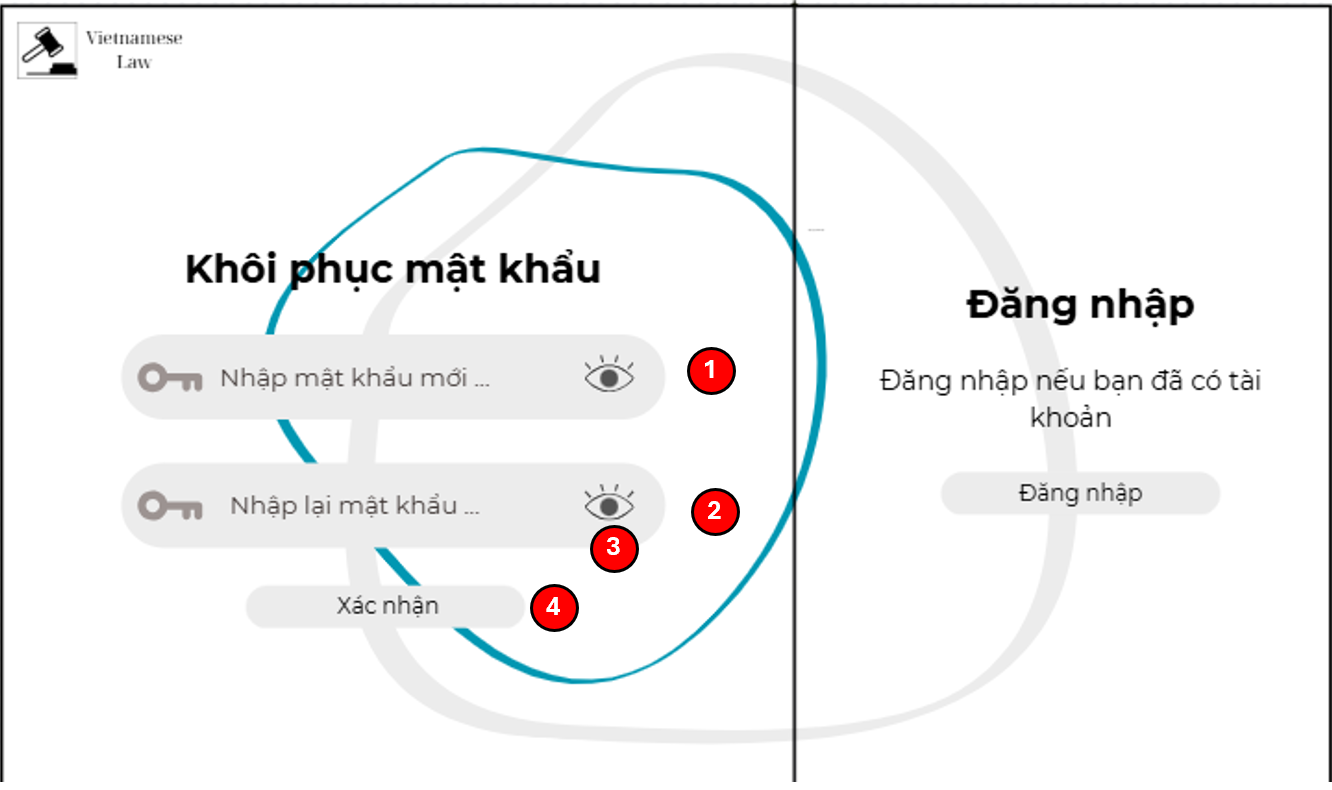 Vietnamese
Law
Khôi phục mật khẩu
Nhập mật khẩu mới ...
1
Nhập lại mật khẩu ...
2
3
Xác nhận
4
Đăng nhập
Đăng nhập nếu bạn đã có tài
khoản
Đăng nhập